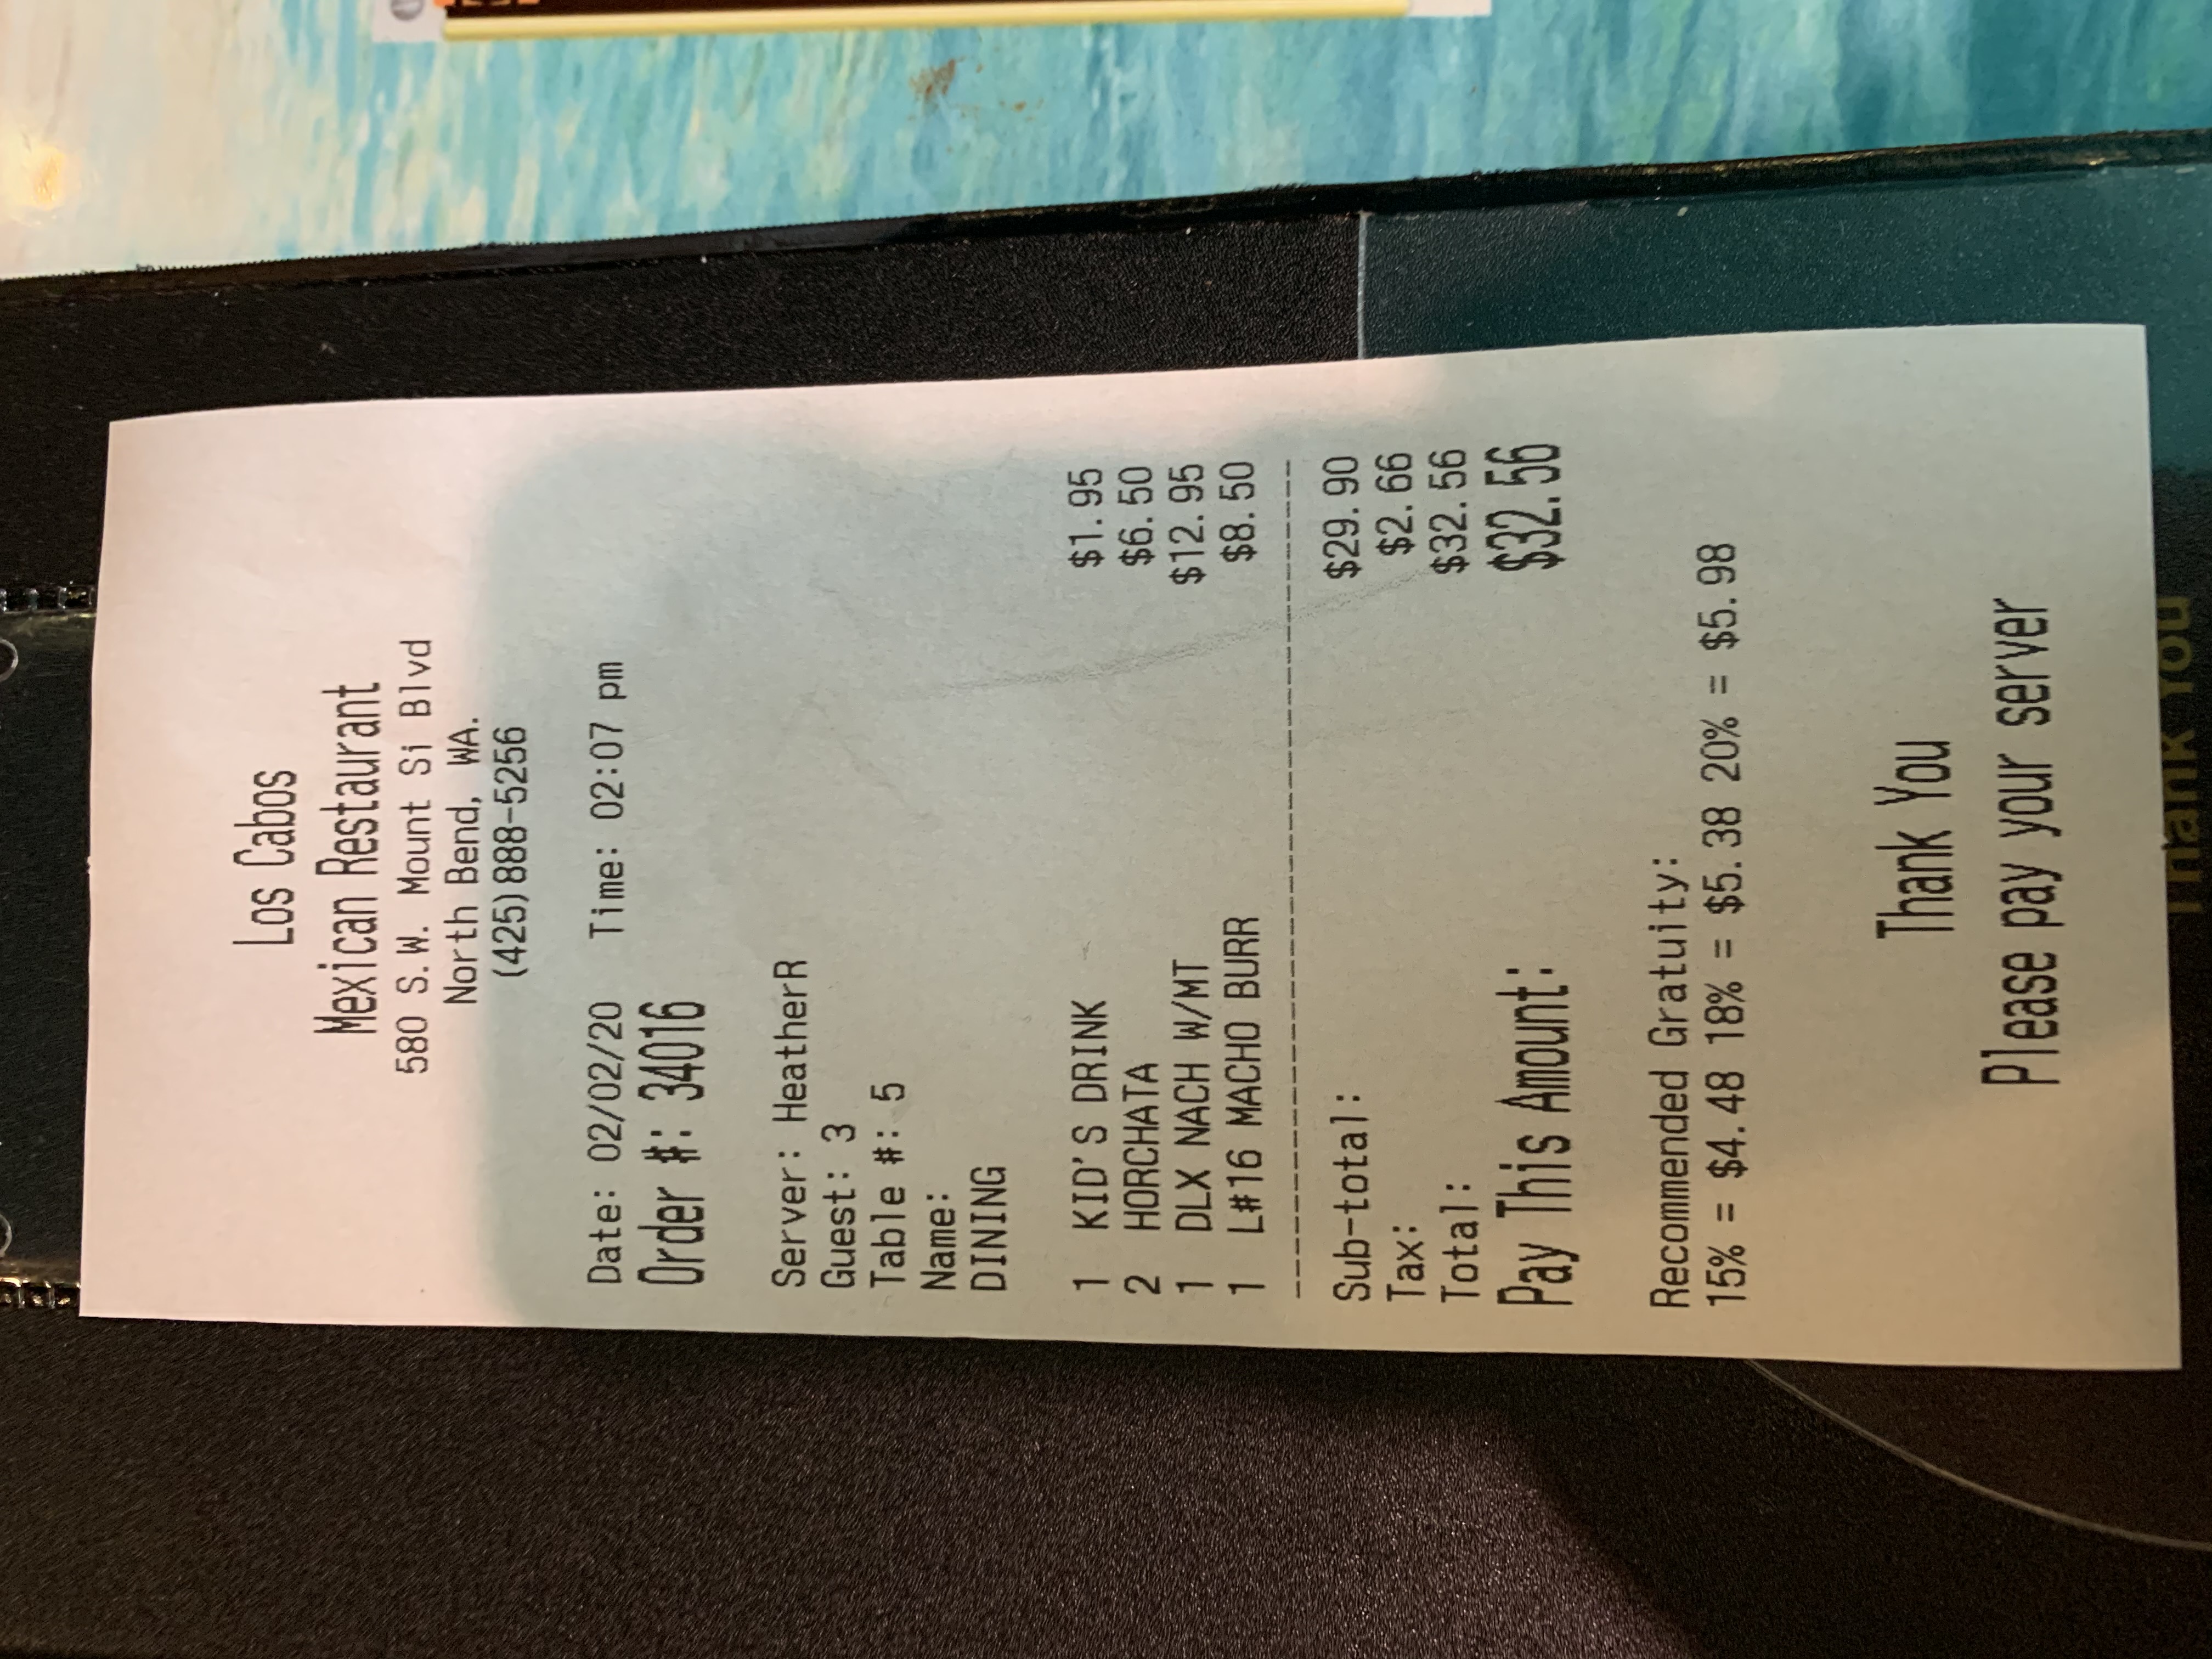 Los Cabos
Mexican Restaurant
580 S.W. Mount Si Blvd
North Bend, WA.
(425)888-5256
Date: 02/02/20 Time: 02:07 pm
Order #: 34016
Server: HeatherR
Guest: 3
Table #: 5
Name:
DINING
1 KID'S DRINK $1.95
2 HORCHATA $6.50
1 DLX NACH W/MT $12.95
1 L#16 MACHO BURR $8.50
----------------------------------------
Sub-total: $29.90
Tax: $2.66
Total: $32.56
Pay This Amount: $32.56
Recommended Gratuity:
15% = $4.48 18% = $5.38 20% = $5.98
Thank You
Please pay your server
Thank You